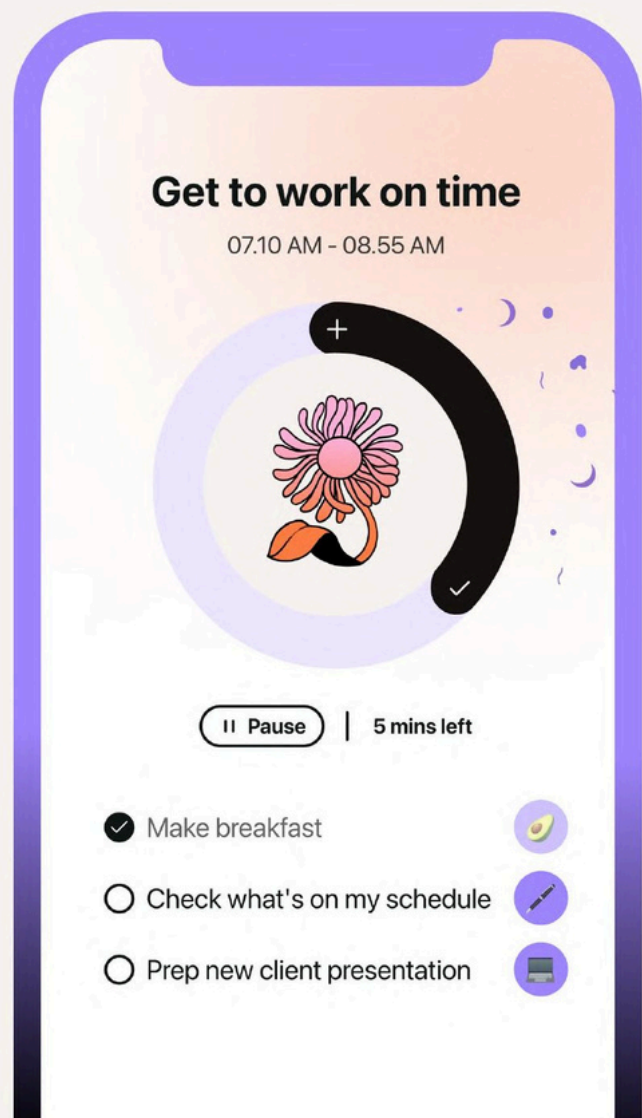 Get to work on time
07.10 AM - 08.55 AM
Pause | 5 mins left
Make breakfast
Check what's on my schedule
Prep new client presentation